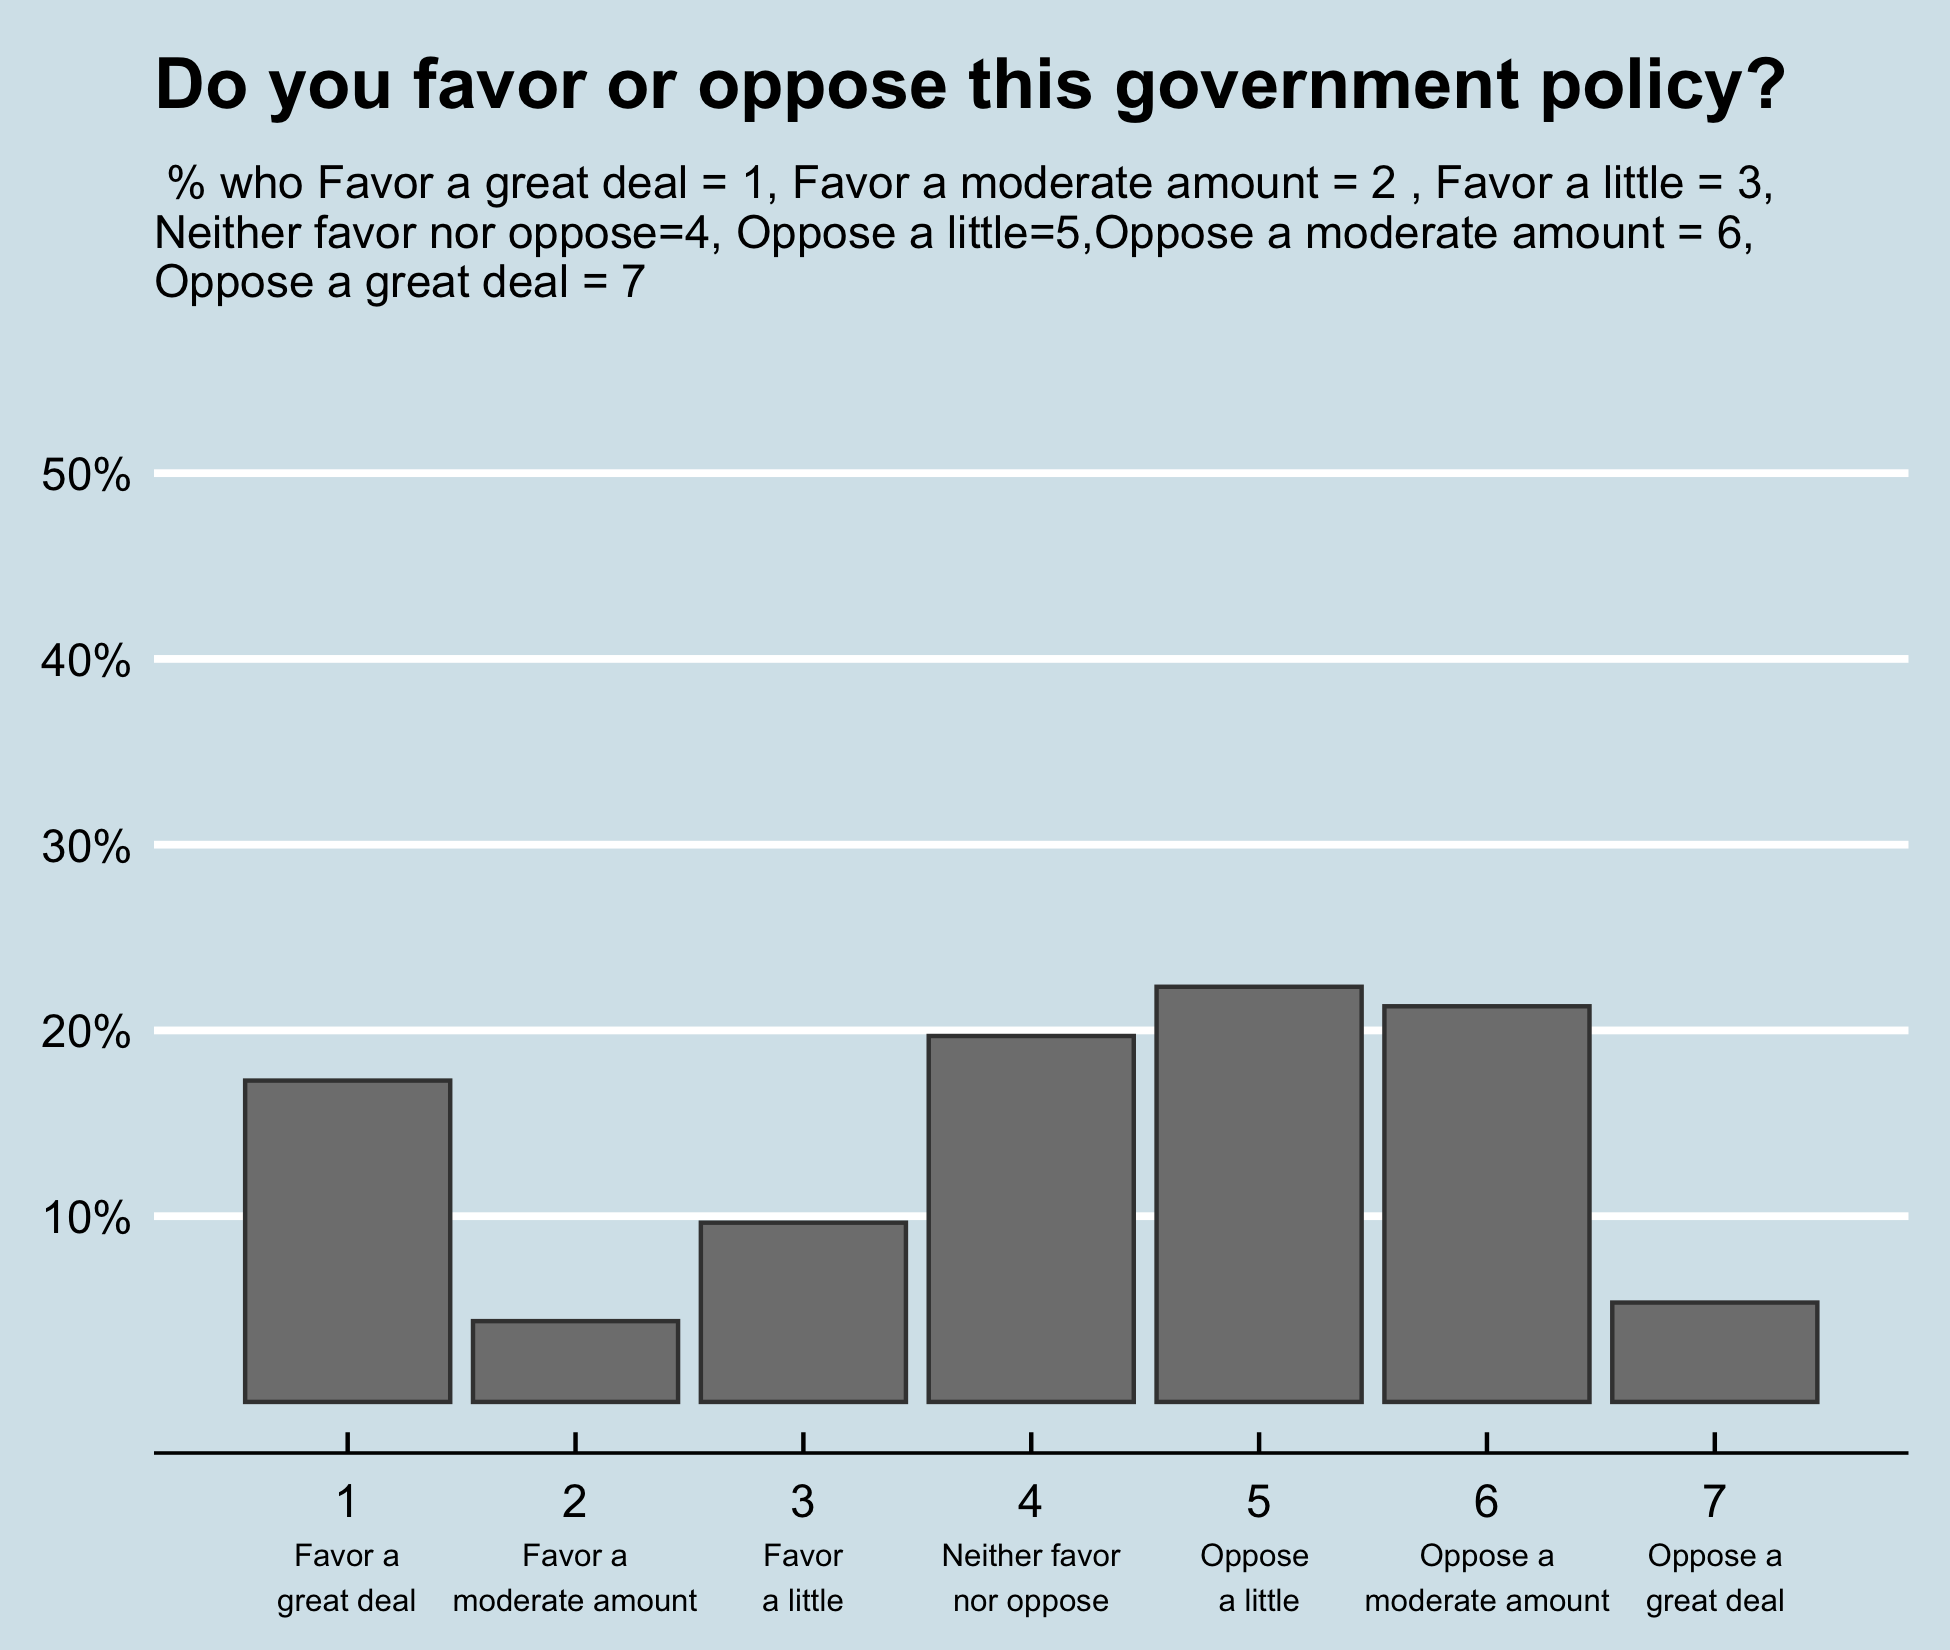 Do you favor or oppose this government policy?
% who Favor a great deal = 1, Favor a moderate amount = 2 , Favor a little = 3,
Neither favor nor oppose=4, Oppose a little=5,Oppose a moderate amount = 6,
Oppose a great deal = 7
50%
40%
30%
20%
10%
1 2 3 4 5 6 7
Favor a Favor a Favor Neither favor Oppose Oppose a Oppose a
great deal moderate amount a little nor oppose a little moderate amount great deal